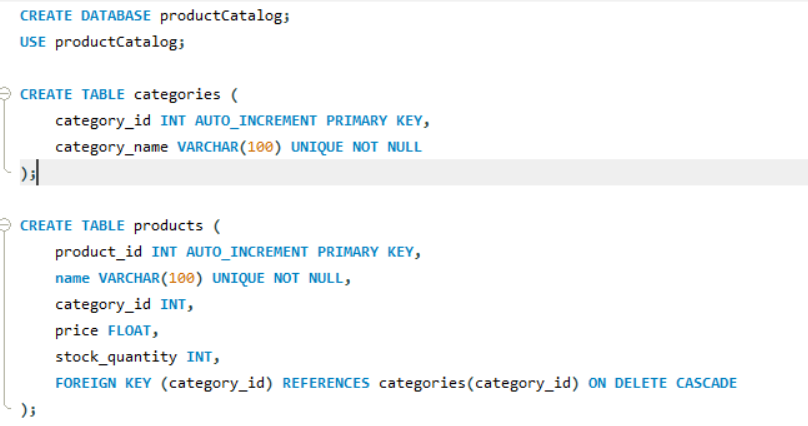 CREATE DATABASE productCatalog;
USE productCatalog;
CREATE TABLE categories (
category_id INT AUTO_INCREMENT PRIMARY KEY,
category_name VARCHAR(100) UNIQUE NOT NULL
);
CREATE TABLE products (
product_id INT AUTO_INCREMENT PRIMARY KEY,
name VARCHAR(100) UNIQUE NOT NULL,
category_id INT,
price FLOAT,
stock_quantity INT,
FOREIGN KEY (category_id) REFERENCES categories(category_id) ON DELETE CASCADE
);